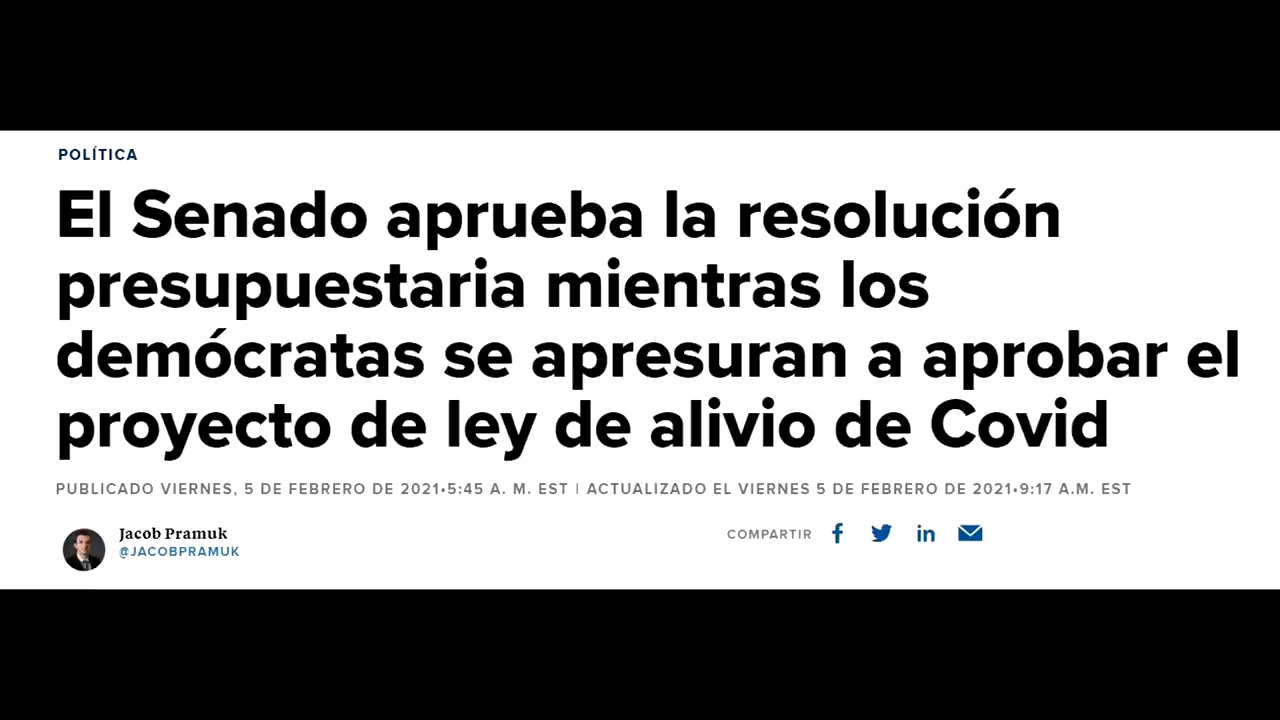 POLÍTICA
El Senado aprueba la resolución
presupuestaria mientras los
demócratas se apresuran a aprobar el
proyecto de ley de alivio de Covid
PUBLICADO VIERNES, 5 DE FEBRERO DE 2021•5:45 A. M. EST | ACTUALIZADO EL VIERNES 5 DE FEBRERO DE 2021•9:17 A.M. EST
Jacob Pramuk
@JACOBPRAMUK
COMPARTIR